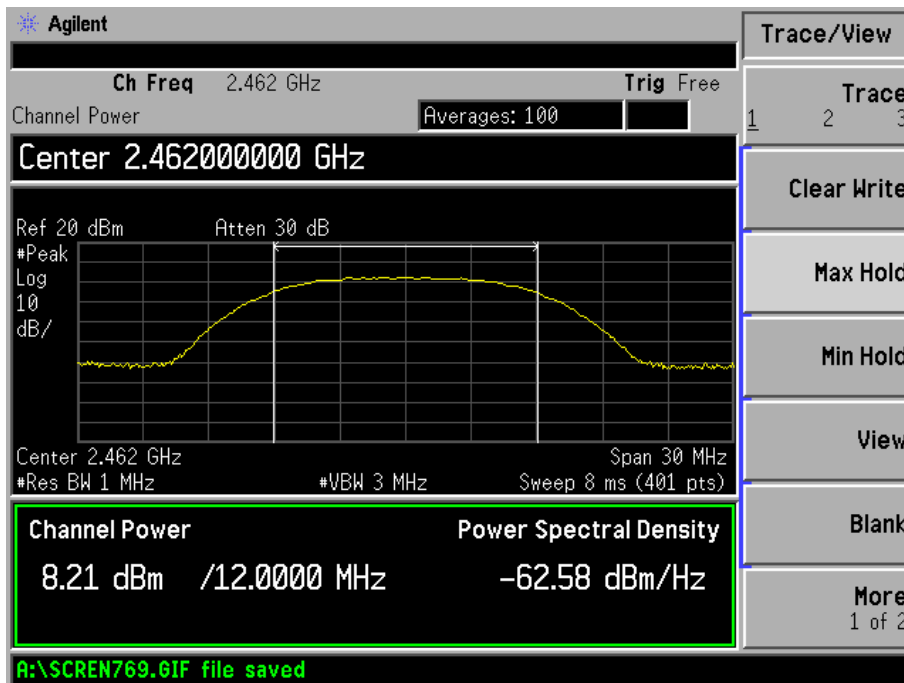 Agilent
Trace/View
Ch Freq 2.462 GHz Trig Free
Channel Power Averages: 100
Trace
1 2 3
Center 2.462000000 GHz
Clear Write
Ref 20 dBm Atten 30 dB
#Peak
Log
10
dB/
Max Hold
Min Hold
View
Center 2.462 GHz Span 30 MHz
#Res BW 1 MHz #VBW 3 MHz Sweep 8 ms (401 pts)
Channel Power Power Spectral Density
8.21 dBm /12.0000 MHz -62.58 dBm/Hz
Blank
More
1 of 2
A:\SCREN769.GIF file saved